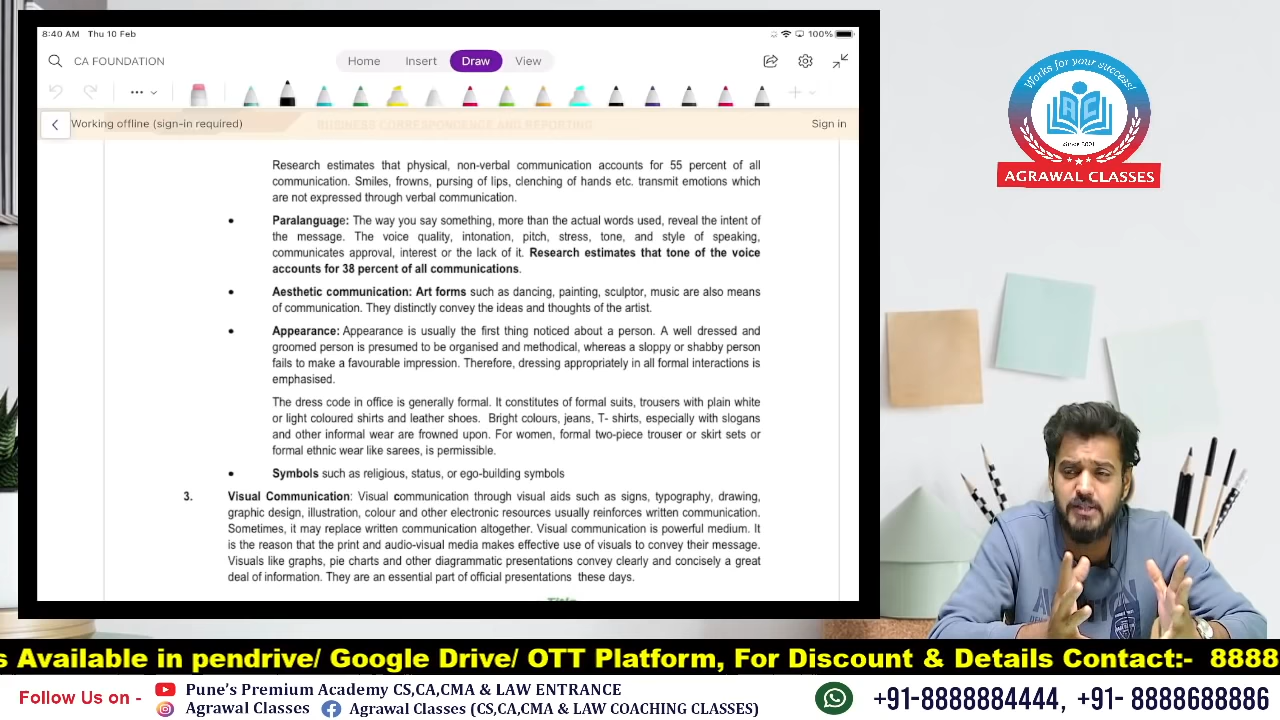 8:40 AM Thu 10 Feb
100%
CA FOUNDATION
Home Insert Draw View
Working offline (sign-in required)
BUSINESS CORRESPONDENCE AND REPORTING
Sign in
Research estimates that physical, non-verbal communication accounts for 55 percent of all
communication. Smiles, frowns, pursing of lips, clenching of hands etc. transmit emotions which
are not expressed through verbal communication.
• Paralanguage: The way you say something, more than the actual words used, reveal the intent of
the message. The voice quality, intonation, pitch, stress, tone, and style of speaking,
communicates approval, interest or the lack of it. Research estimates that tone of the voice
accounts for 38 percent of all communications.
• Aesthetic communication: Art forms such as dancing, painting, sculptor, music are also means
of communication. They distinctly convey the ideas and thoughts of the artist.
• Appearance: Appearance is usually the first thing noticed about a person. A well dressed and
groomed person is presumed to be organised and methodical, whereas a sloppy or shabby person
fails to make a favourable impression. Therefore, dressing appropriately in all formal interactions is
emphasised.
The dress code in office is generally formal. It constitutes of formal suits, trousers with plain white
or light coloured shirts and leather shoes. Bright colours, jeans, T- shirts, especially with slogans
and other informal wear are frowned upon. For women, formal two-piece trouser or skirt sets or
formal ethnic wear like sarees, is permissible.
• Symbols such as religious, status, or ego-building symbols
3. Visual Communication: Visual communication through visual aids such as signs, typography, drawing,
graphic design, illustration, colour and other electronic resources usually reinforces written communication.
Sometimes, it may replace written communication altogether. Visual communication is powerful medium. It
is the reason that the print and audio-visual media makes effective use of visuals to convey their message.
Visuals like graphs, pie charts and other diagrammatic presentations convey clearly and concisely a great
deal of information. They are an essential part of official presentations these days.
Works for your success!
AC
Since 2001
AGRAWAL CLASSES
s Available in pendrive/ Google Drive/ OTT Platform, For Discount & Details Contact:- 8888
Follow Us on -
Pune's Premium Academy CS,CA,CMA & LAW ENTRANCE
Agrawal Classes
Agrawal Classes (CS,CA,CMA & LAW COACHING CLASSES)
+91-8888884444, +91- 8888688886